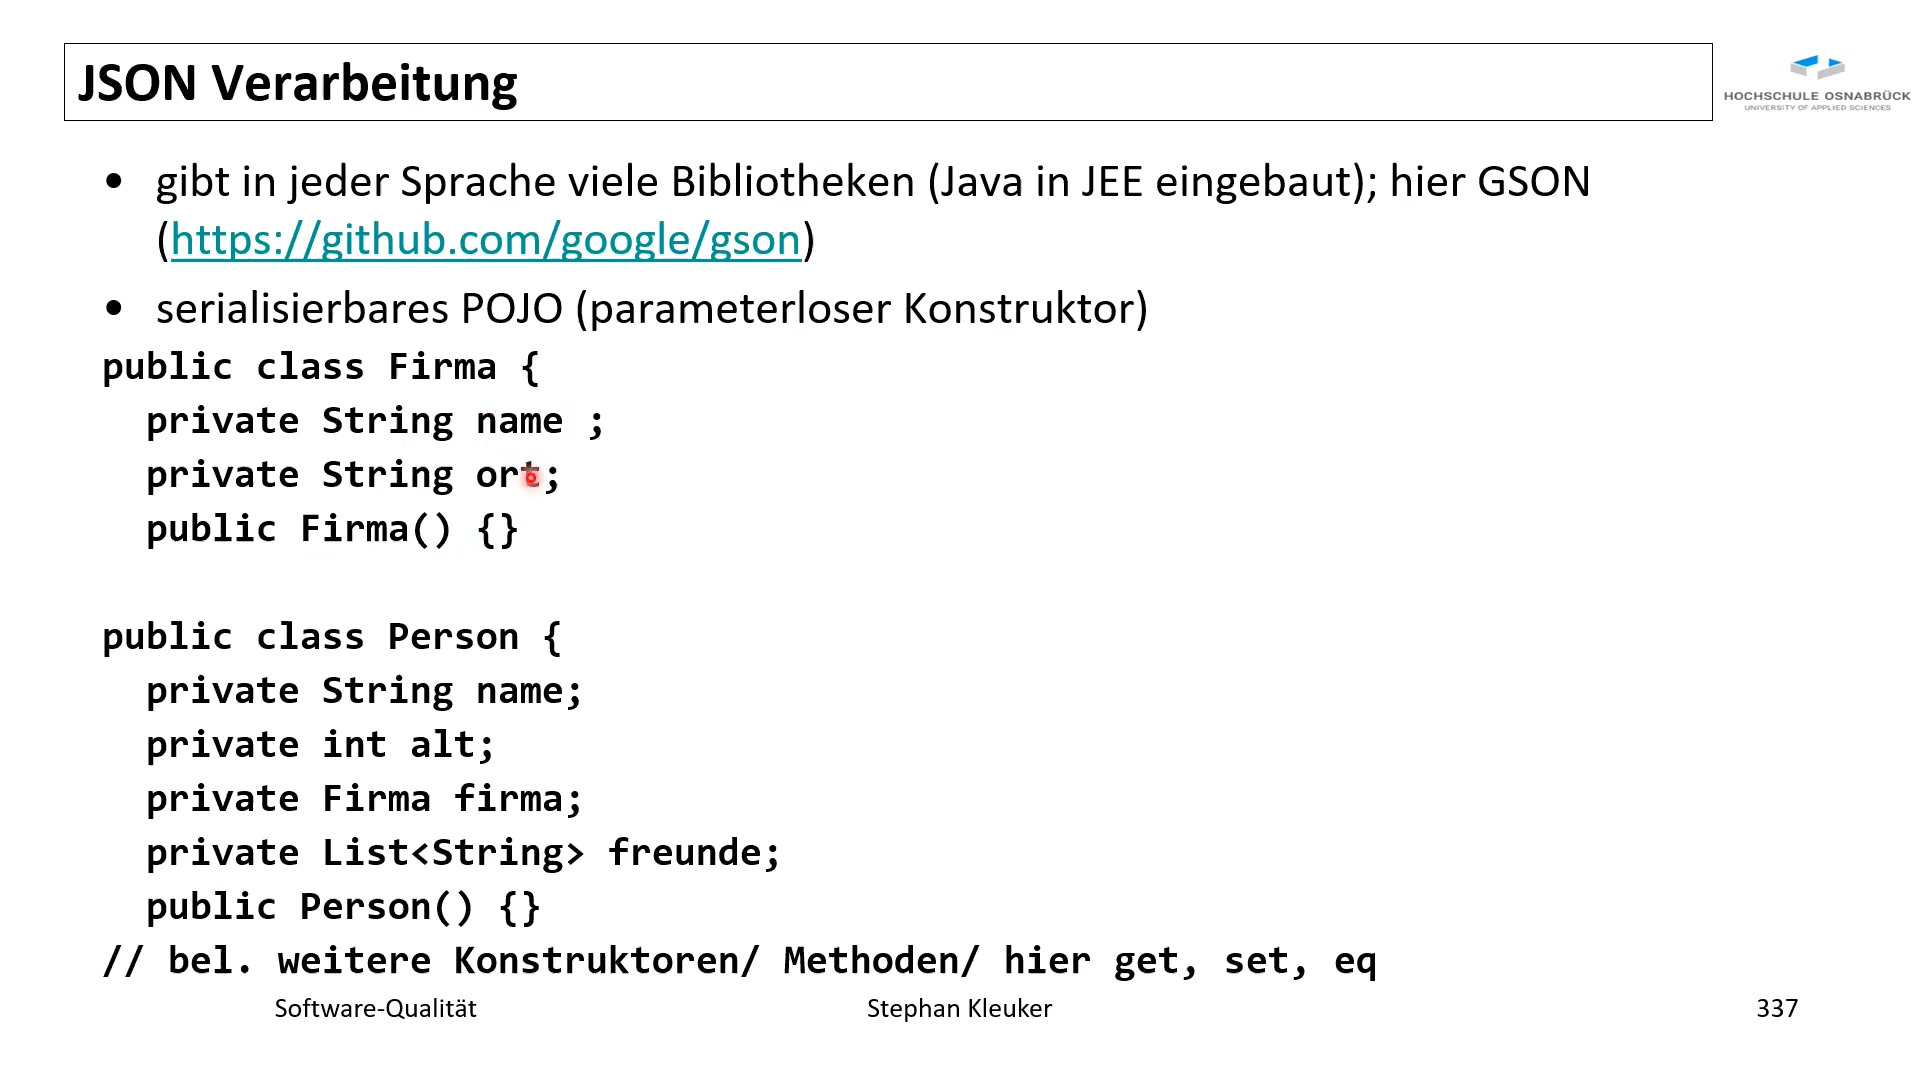 JSON Verarbeitung
HOCHSCHULE OSNABRÜCK
UNIVERSITY OF APPLIED SCIENCES
• gibt in jeder Sprache viele Bibliotheken (Java in JEE eingebaut); hier GSON
(https://github.com/google/gson)
• serialisierbares POJO (parameterloser Konstruktor)
public class Firma {
  private String name ;
  private String ort;
  public Firma() {}
public class Person {
  private String name;
  private int alt;
  private Firma firma;
  private List<String> freunde;
  public Person() {}
// bel. weitere Konstruktoren/ Methoden/ hier get, set, eq
Software-Qualität Stephan Kleuker 337